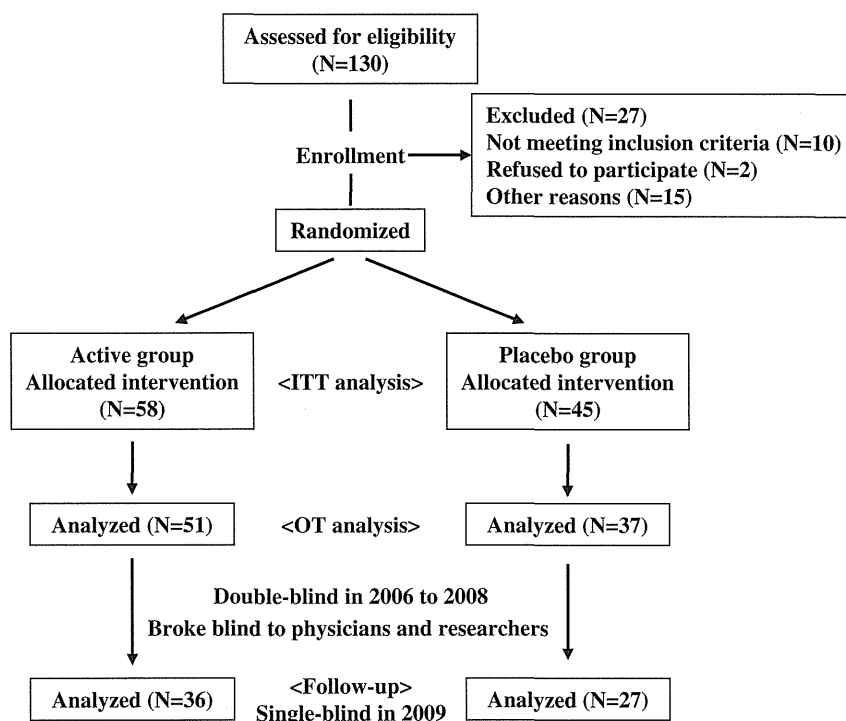 Assessed for eligibility
(N=130)
Excluded (N=27)
Not meeting inclusion criteria (N=10)
Refused to participate (N=2)
Other reasons (N=15)
Enrollment
Randomized
Active group
Allocated intervention
(N=58)
<ITT analysis>
Placebo group
Allocated intervention
(N=45)
Analyzed (N=51)
<OT analysis>
Analyzed (N=37)
Double-blind in 2006 to 2008
Broke blind to physicians and researchers
Analyzed (N=36)
<Follow-up>
Single-blind in 2009
Analyzed (N=27)